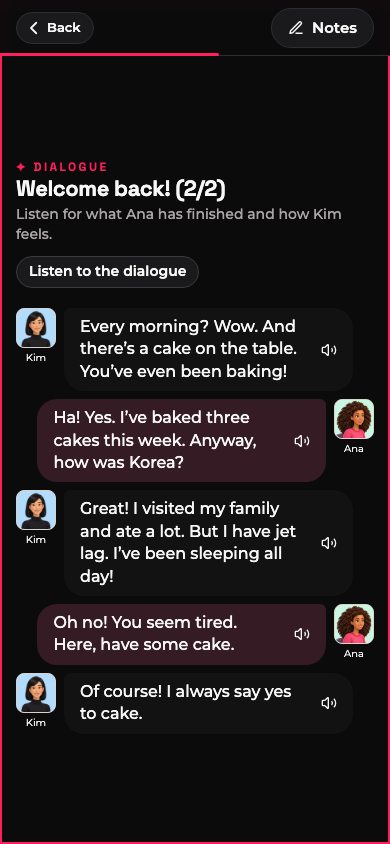 Back
Notes
DIALOGUE
Welcome back! (2/2)
Listen for what Ana has finished and how Kim
feels.
Listen to the dialogue
Every morning? Wow. And
there's a cake on the table.
You've even been baking!
Kim
Ha! Yes. I've baked three
cakes this week. Anyway,
how was Korea?
Ana
Great! I visited my family
and ate a lot. But I have jet
lag. I've been sleeping all
day!
Kim
Oh no! You seem tired.
Here, have some cake.
Ana
Of course! I always say yes
to cake.
Kim